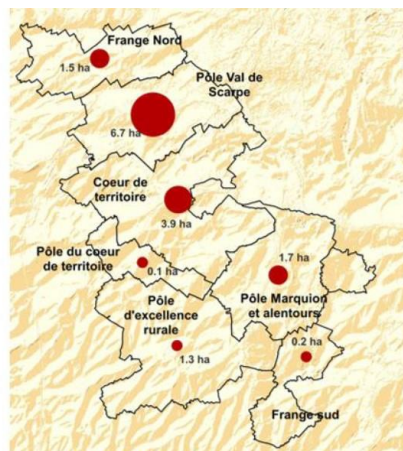 Frange Nord
1.5 ha
Pôle Val de
Scarpe
6.7 ha
Coeur de
territoire
3.9 ha
Pôle du coeur
de territoire
0.1 ha
1.7 ha
Pôle Marquion
et alentours
Pôle
d'excellence
rurale
1.3 ha
0.2 ha
Frange sud